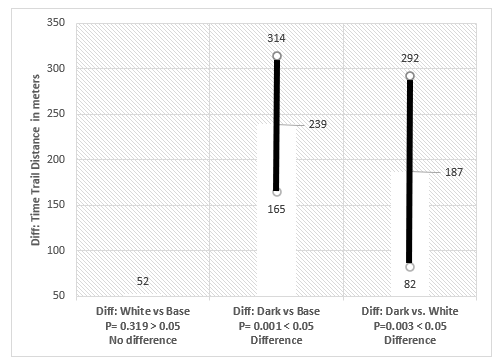 350
314
292
300
250
239
200
187
165
150
100
82
52
50
Diff: Time Trail Distance in meters
Diff: White vs Base
P= 0.319 > 0.05
No difference
Diff: Dark vs Base
P= 0.001 < 0.05
Difference
Diff: Dark vs. White
P=0.003 < 0.05
Difference